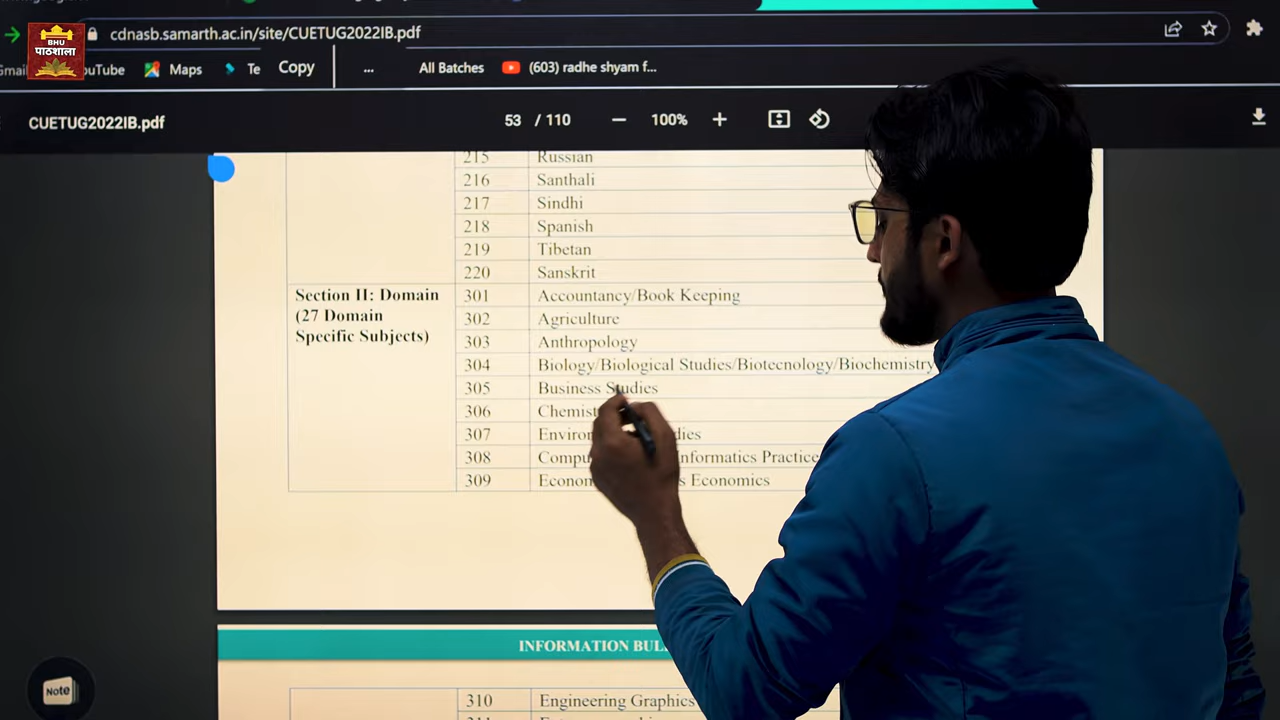 cdnasb.samarth.ac.in/site/CUETUG2022IB.pdf
BHU
पाठशाला
Maps
Te
Copy
...
All Batches
(603) radhe shyam f...
CUETUG2022IB.pdf
53 / 110
100%
215 Russian
216 Santhali
217 Sindhi
218 Spanish
219 Tibetan
220 Sanskrit
Section II: Domain
(27 Domain
Specific Subjects)
301 Accountancy/Book Keeping
302 Agriculture
303 Anthropology
304 Biology/Biological Studies/Biotecnology/Biochemistry
305 Business Studies
306
307
308 Informatics Practice
309 Economics
INFORMATION
Note
310 Engineering Graphics